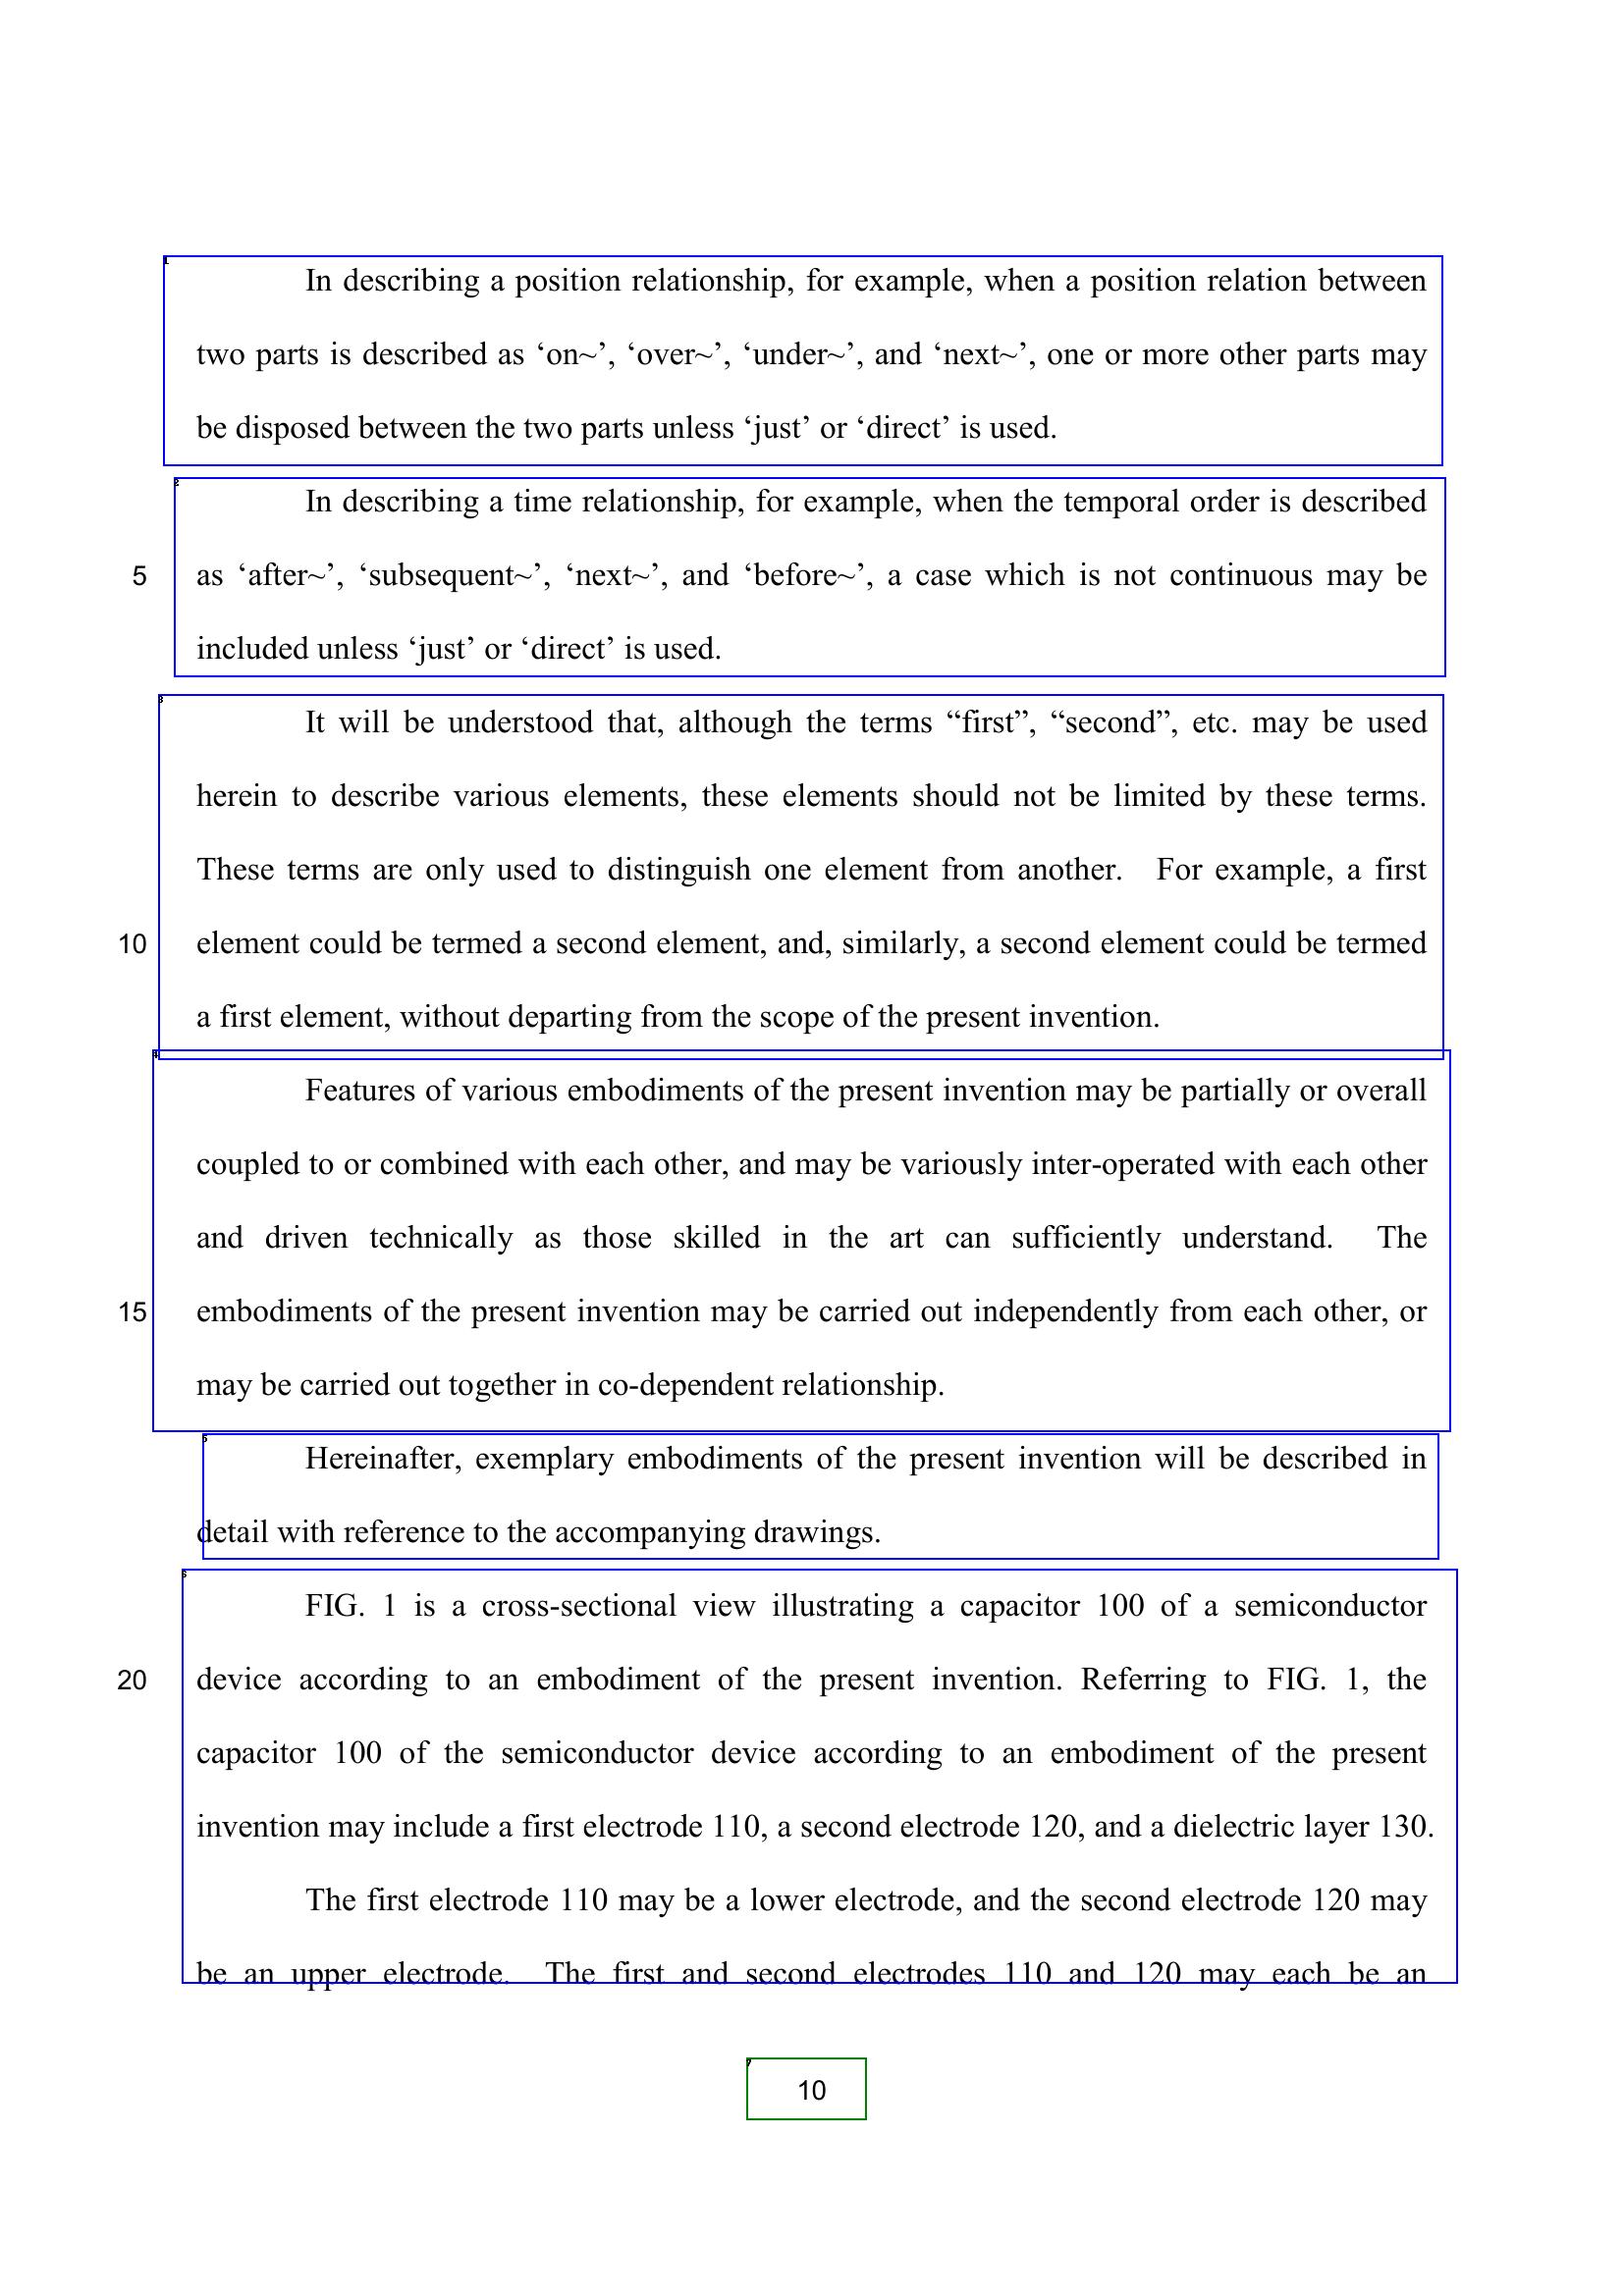 In describing a position relationship, for example, when a position relation between
two parts is described as ‘on~’, ‘over~’, ‘under~’, and ‘next~’, one or more other parts may
be disposed between the two parts unless ‘just’ or ‘direct’ is used.
In describing a time relationship, for example, when the temporal order is described
5 as ‘after~’, ‘subsequent~’, ‘next~’, and ‘before~’, a case which is not continuous may be
included unless ‘just’ or ‘direct’ is used.
It will be understood that, although the terms “first”, “second”, etc. may be used
herein to describe various elements, these elements should not be limited by these terms.
These terms are only used to distinguish one element from another. For example, a first
10 element could be termed a second element, and, similarly, a second element could be termed
a first element, without departing from the scope of the present invention.
Features of various embodiments of the present invention may be partially or overall
coupled to or combined with each other, and may be variously inter-operated with each other
and driven technically as those skilled in the art can sufficiently understand. The
15 embodiments of the present invention may be carried out independently from each other, or
may be carried out together in co-dependent relationship.
Hereinafter, exemplary embodiments of the present invention will be described in
detail with reference to the accompanying drawings.
FIG. 1 is a cross-sectional view illustrating a capacitor 100 of a semiconductor
20 device according to an embodiment of the present invention. Referring to FIG. 1, the
capacitor 100 of the semiconductor device according to an embodiment of the present
invention may include a first electrode 110, a second electrode 120, and a dielectric layer 130.
The first electrode 110 may be a lower electrode, and the second electrode 120 may
be an upper electrode. The first and second electrodes 110 and 120 may each be an
10